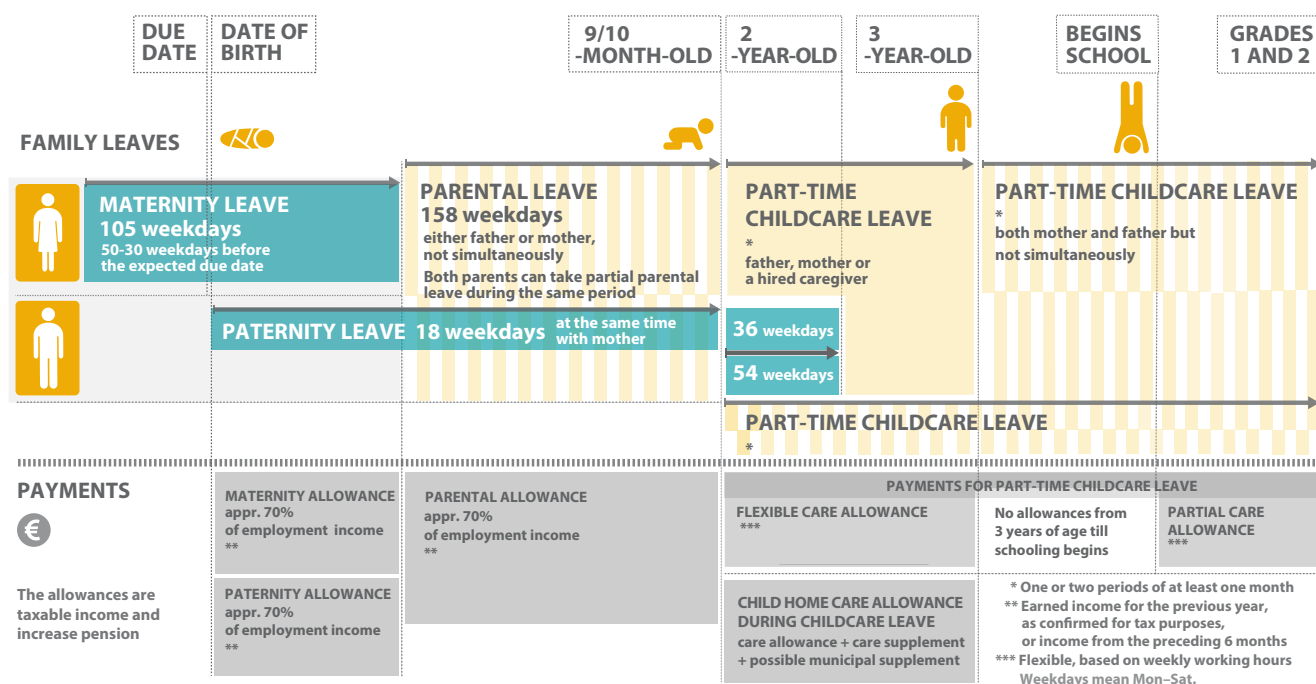 DUE
DATE
DATE OF
BIRTH
9/10
-MONTH-OLD
2
-YEAR-OLD
3
-YEAR-OLD
BEGINS
SCHOOL
GRADES
1 AND 2
FAMILY LEAVES
MATERNITY LEAVE
105 weekdays
50-30 weekdays before
the expected due date
PARENTAL LEAVE
158 weekdays
either father or mother,
not simultaneously
Both parents can take partial parental
leave during the same period
PART-TIME
CHILDCARE LEAVE
*
father, mother or
a hired caregiver
PART-TIME CHILDCARE LEAVE
*
both mother and father but
not simultaneously
PATERNITY LEAVE 18 weekdays at the same time
with mother
36 weekdays
54 weekdays
PART-TIME CHILDCARE LEAVE
*
PAYMENTS
€
The allowances are
taxable income and
increase pension
MATERNITY ALLOWANCE
appr. 70%
of employment income
**
PATERNITY ALLOWANCE
appr. 70%
of employment income
**
PARENTAL ALLOWANCE
appr. 70%
of employment income
**
PAYMENTS FOR PART-TIME CHILDCARE LEAVE
FLEXIBLE CARE ALLOWANCE
***
No allowances from
3 years of age till
schooling begins
PARTIAL CARE
ALLOWANCE
***
CHILD HOME CARE ALLOWANCE
DURING CHILDCARE LEAVE
care allowance + care supplement
+ possible municipal supplement
* One or two periods of at least one month
** Earned income for the previous year,
as confirmed for tax purposes,
or income from the preceding 6 months
*** Flexible, based on weekly working hours
Weekdays mean Mon–Sat.